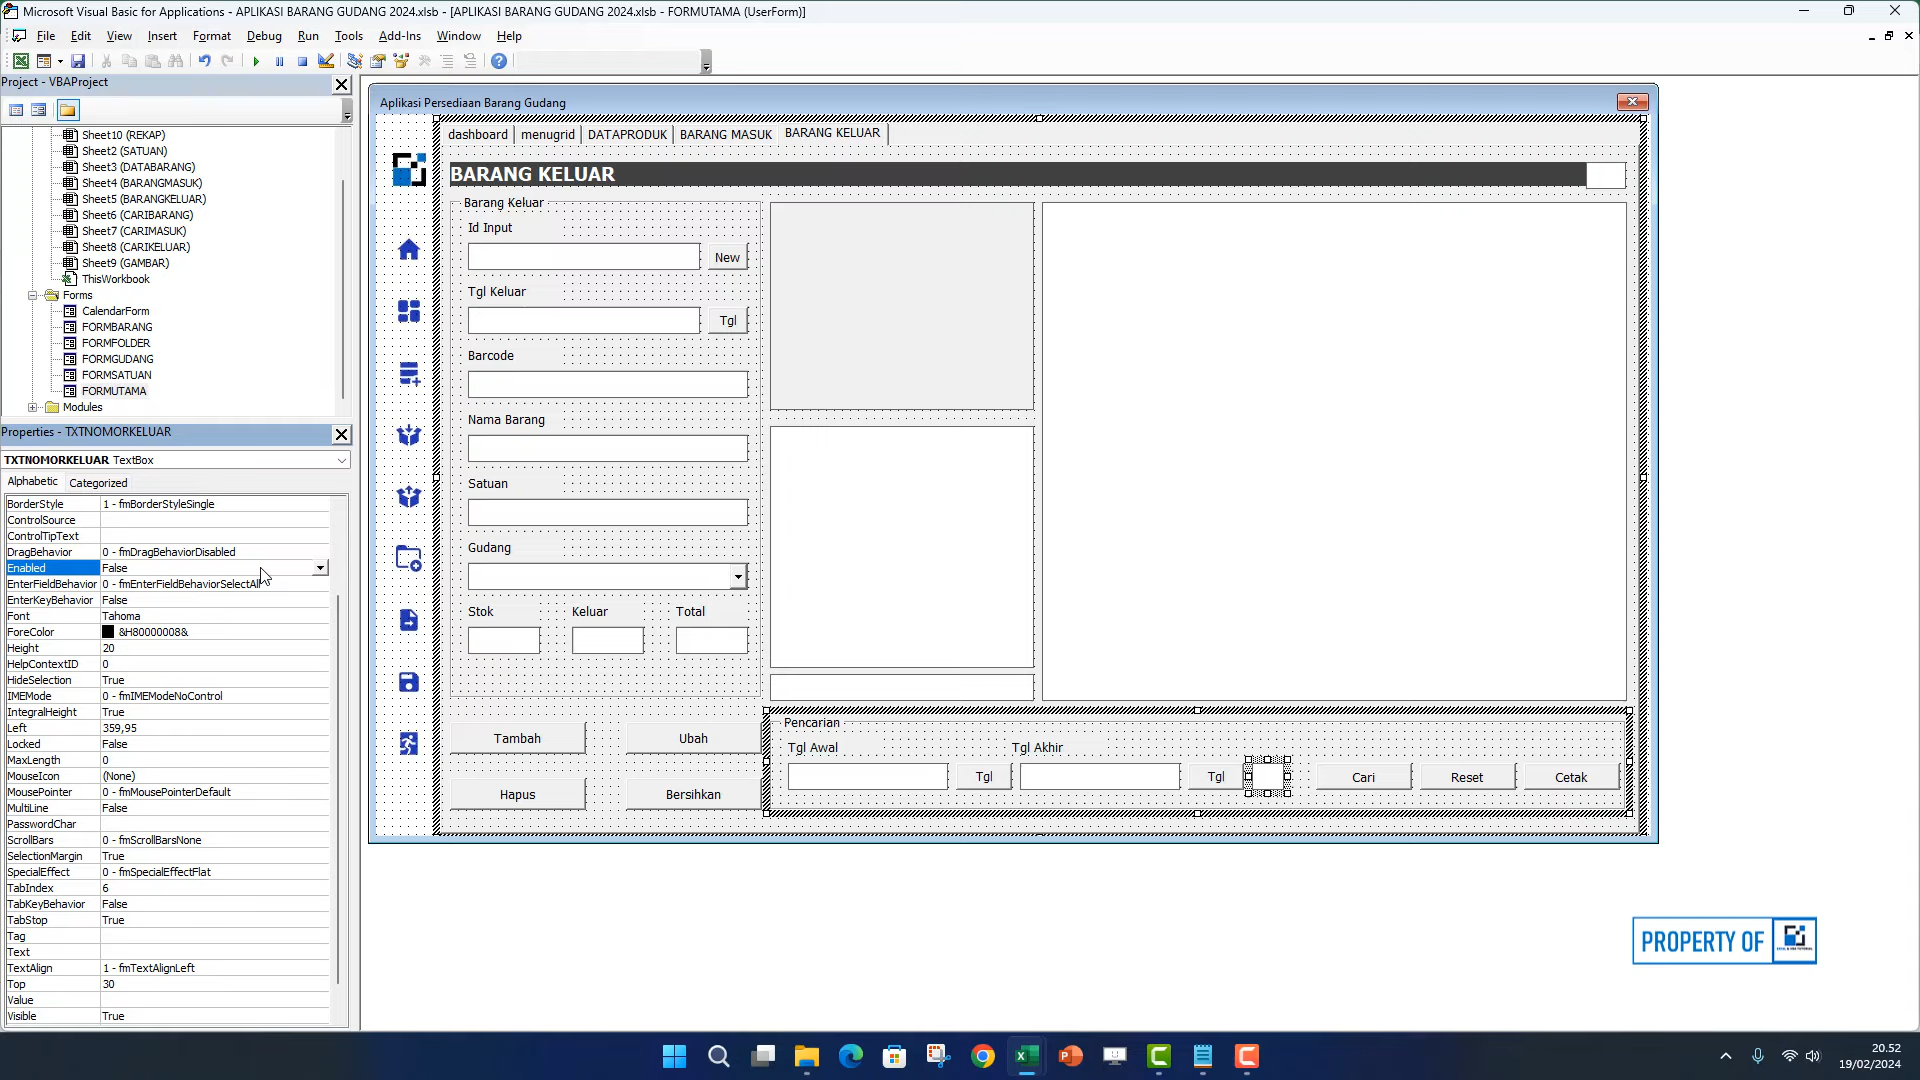 Microsoft Visual Basic for Applications - APLIKASI BARANG GUDANG 2024.xlsb - [APLIKASI BARANG GUDANG 2024.xlsb - FORMUTAMA (UserForm)]
File Edit View Insert Format Debug Run Tools Add-Ins Window Help
Project - VBAProject
Sheet10 (REKAP)
Sheet2 (SATUAN)
Sheet3 (DATABARANG)
Sheet4 (BARANGMASUK)
Sheet5 (BARANGKELUAR)
Sheet6 (CARIBARANG)
Sheet7 (CARIMASUK)
Sheet8 (CARIKELUAR)
Sheet9 (GAMBAR)
ThisWorkbook
Forms
CalendarForm
FORMBARANG
FORMFOLDER
FORMGUDANG
FORMSATUAN
FORMUTAMA
Modules
Properties - TXTNOMORKELUAR
TXTNOMORKELUAR TextBox
Alphabetic Categorized
BorderStyle 1 - fmBorderStyleSingle
ControlSource
ControlTipText
DragBehavior 0 - fmDragBehaviorDisabled
Enabled False
EnterFieldBehavior 0 - fmEnterFieldBehaviorSelectAll
EnterKeyBehavior False
Font Tahoma
ForeColor &H80000008&
Height 20
HelpContextID 0
HideSelection True
IMEMode 0 - fmIMEModeNoControl
IntegralHeight True
Left 359,95
Locked False
MaxLength 0
MouseIcon (None)
MousePointer 0 - fmMousePointerDefault
MultiLine False
PasswordChar
ScrollBars 0 - fmScrollBarsNone
SelectionMargin True
SpecialEffect 0 - fmSpecialEffectFlat
TabIndex 6
TabKeyBehavior False
TabStop True
Tag
Text
TextAlign 1 - fmTextAlignLeft
Top 30
Value
Visible True
Aplikasi Persediaan Barang Gudang
dashboard menugrid DATAPRODUK BARANG MASUK BARANG KELUAR
BARANG KELUAR
Barang Keluar
Id Input
New
Tgl Keluar
Tgl
Barcode
Nama Barang
Satuan
Gudang
Stok Keluar Total
Tambah Ubah
Hapus Bersihkan
Pencarian
Tgl Awal Tgl Akhir
Tgl Tgl Cari Reset Cetak
PROPERTY OF
20.52
19/02/2024